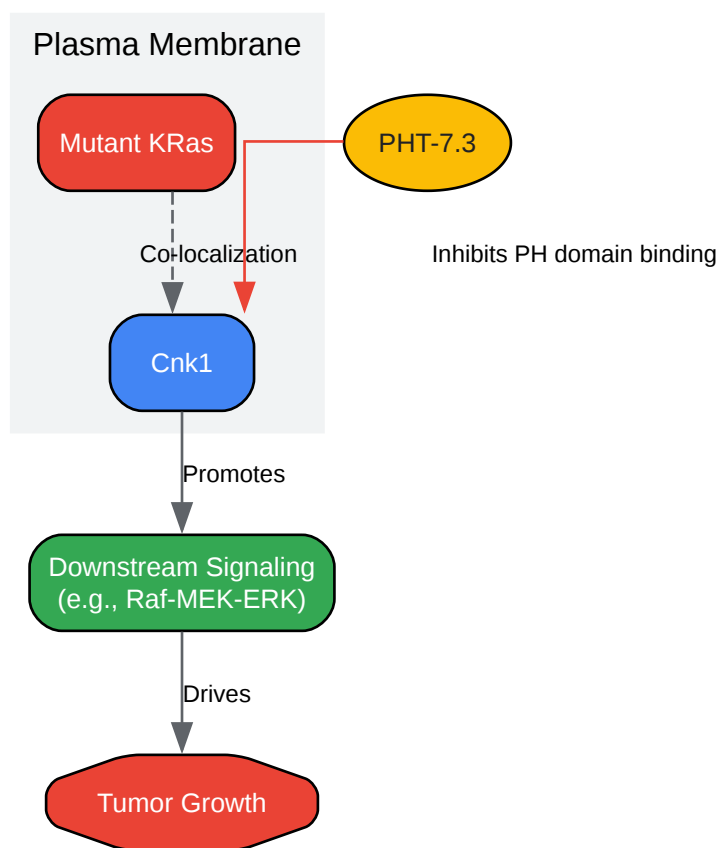 Plasma Membrane
Mutant KRas
PHT-7.3
Co-localization
Inhibits PH domain binding
Cnk1
Promotes
Downstream Signaling
(e.g., Raf-MEK-ERK)
Drives
Tumor Growth